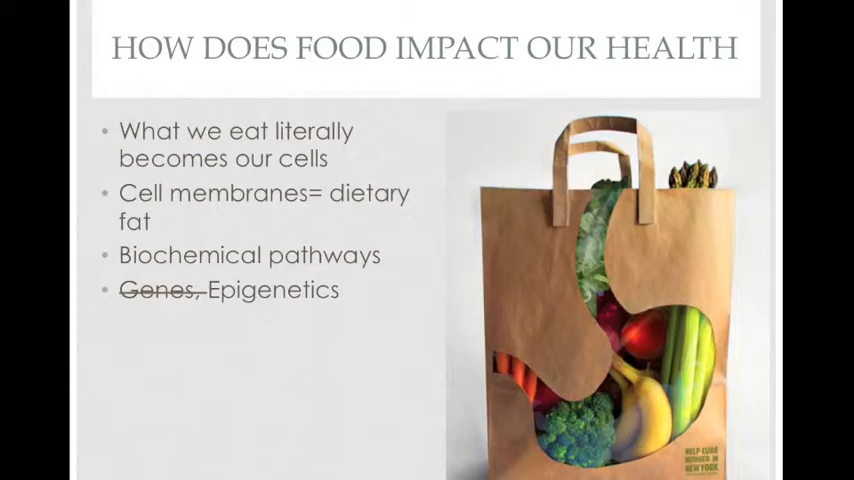 HOW DOES FOOD IMPACT OUR HEALTH
• What we eat literally
becomes our cells
• Cell membranes= dietary
fat
• Biochemical pathways
• Genes, Epigenetics
HELP CURE
HUNGER IN
NEW YORK